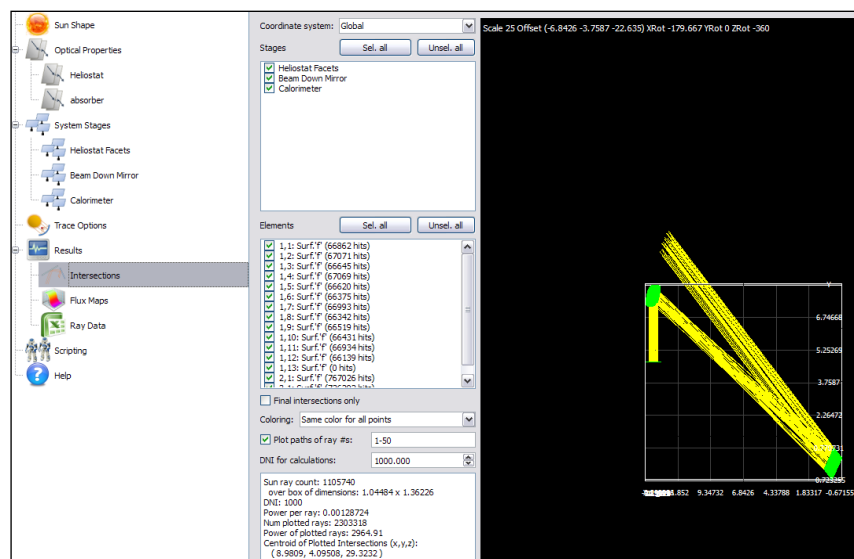 Sun Shape
Optical Properties
Heliostat
absorber
System Stages
Heliostat Facets
Beam Down Mirror
Calorimeter
Trace Options
Results
Intersections
Flux Maps
Ray Data
Scripting
Help
Coordinate system: Global
Stages Sel. all Unsel. all
Heliostat Facets
Beam Down Mirror
Calorimeter
Elements Sel. all Unsel. all
1,1: Surf.'f' (66862 hits)
1,2: Surf.'f' (67071 hits)
1,3: Surf.'f' (66645 hits)
1,4: Surf.'f' (67069 hits)
1,5: Surf.'f' (66620 hits)
1,6: Surf.'f' (66375 hits)
1,7: Surf.'f' (66993 hits)
1,8: Surf.'f' (66342 hits)
1,9: Surf.'f' (66519 hits)
1,10: Surf.'f' (66431 hits)
1,11: Surf.'f' (66934 hits)
1,12: Surf.'f' (66139 hits)
1,13: Surf.'f' (0 hits)
2,1: Surf.'f' (767026 hits)
Final intersections only
Coloring: Same color for all points
Plot paths of ray #s: 1-50
DNI for calculations: 1000.000
Sun ray count: 1105740
over box of dimensions: 1.04484 x 1.36226
DNI: 1000
Power per ray: 0.00128724
Num plotted rays: 2303318
Power of plotted rays: 2964.91
Centroid of Plotted Intersections (x,y,z):
( 8.9809, 4.09508, 29.3232 )
Scale 25 Offset (-6.8426 -3.7587 -22.635) XRot -179.667 YRot 0 ZRot -360
Y
6.74666
5.25269
3.7587
2.26472
0.723255
9.34732 6.8426 4.33788 1.83317 -0.67155